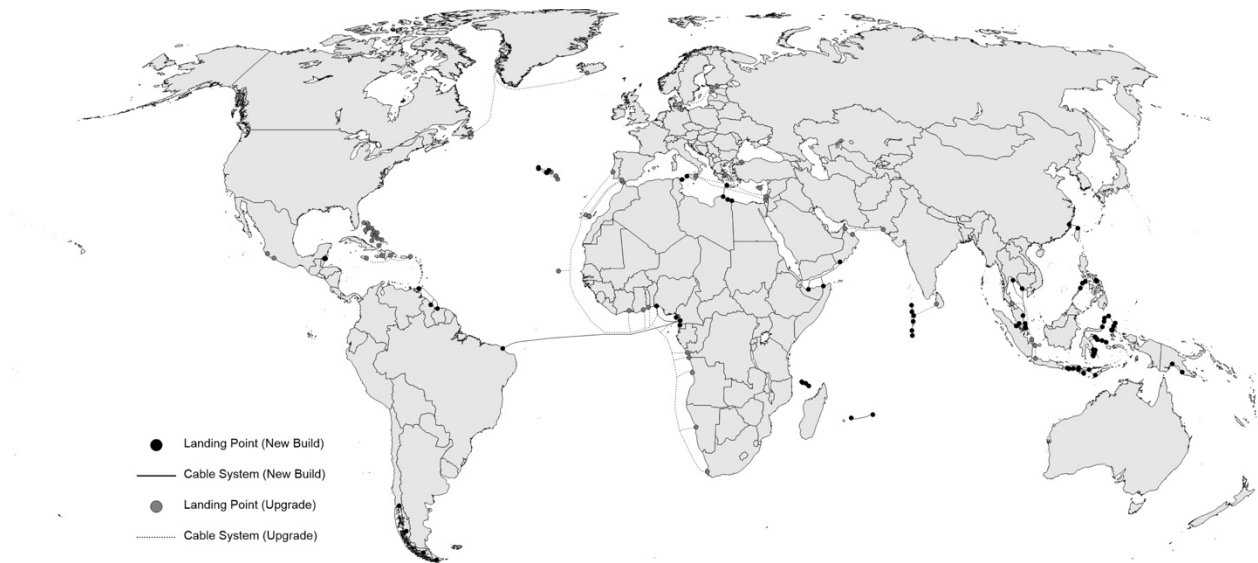 Landing Point (New Build)
Cable System (New Build)
Landing Point (Upgrade)
Cable System (Upgrade)